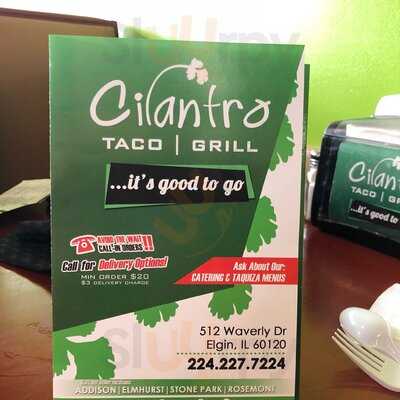 Cilantro
TACO | GRILL
...it's good to go
AVOID THE WAIT
CALL-IN ORDERS!!
Call for Delivery Options!
MIN ORDER $20
$3 DELIVERY CHARGE
Ask About Our:
CATERING & TAQUIZA MENUS
512 Waverly Dr
Elgin, IL 60120
224.227.7224
ADDISON | ELMHURST | STONE PARK | ROSEMONT
Cilantro
TACO | GR
...it's good to